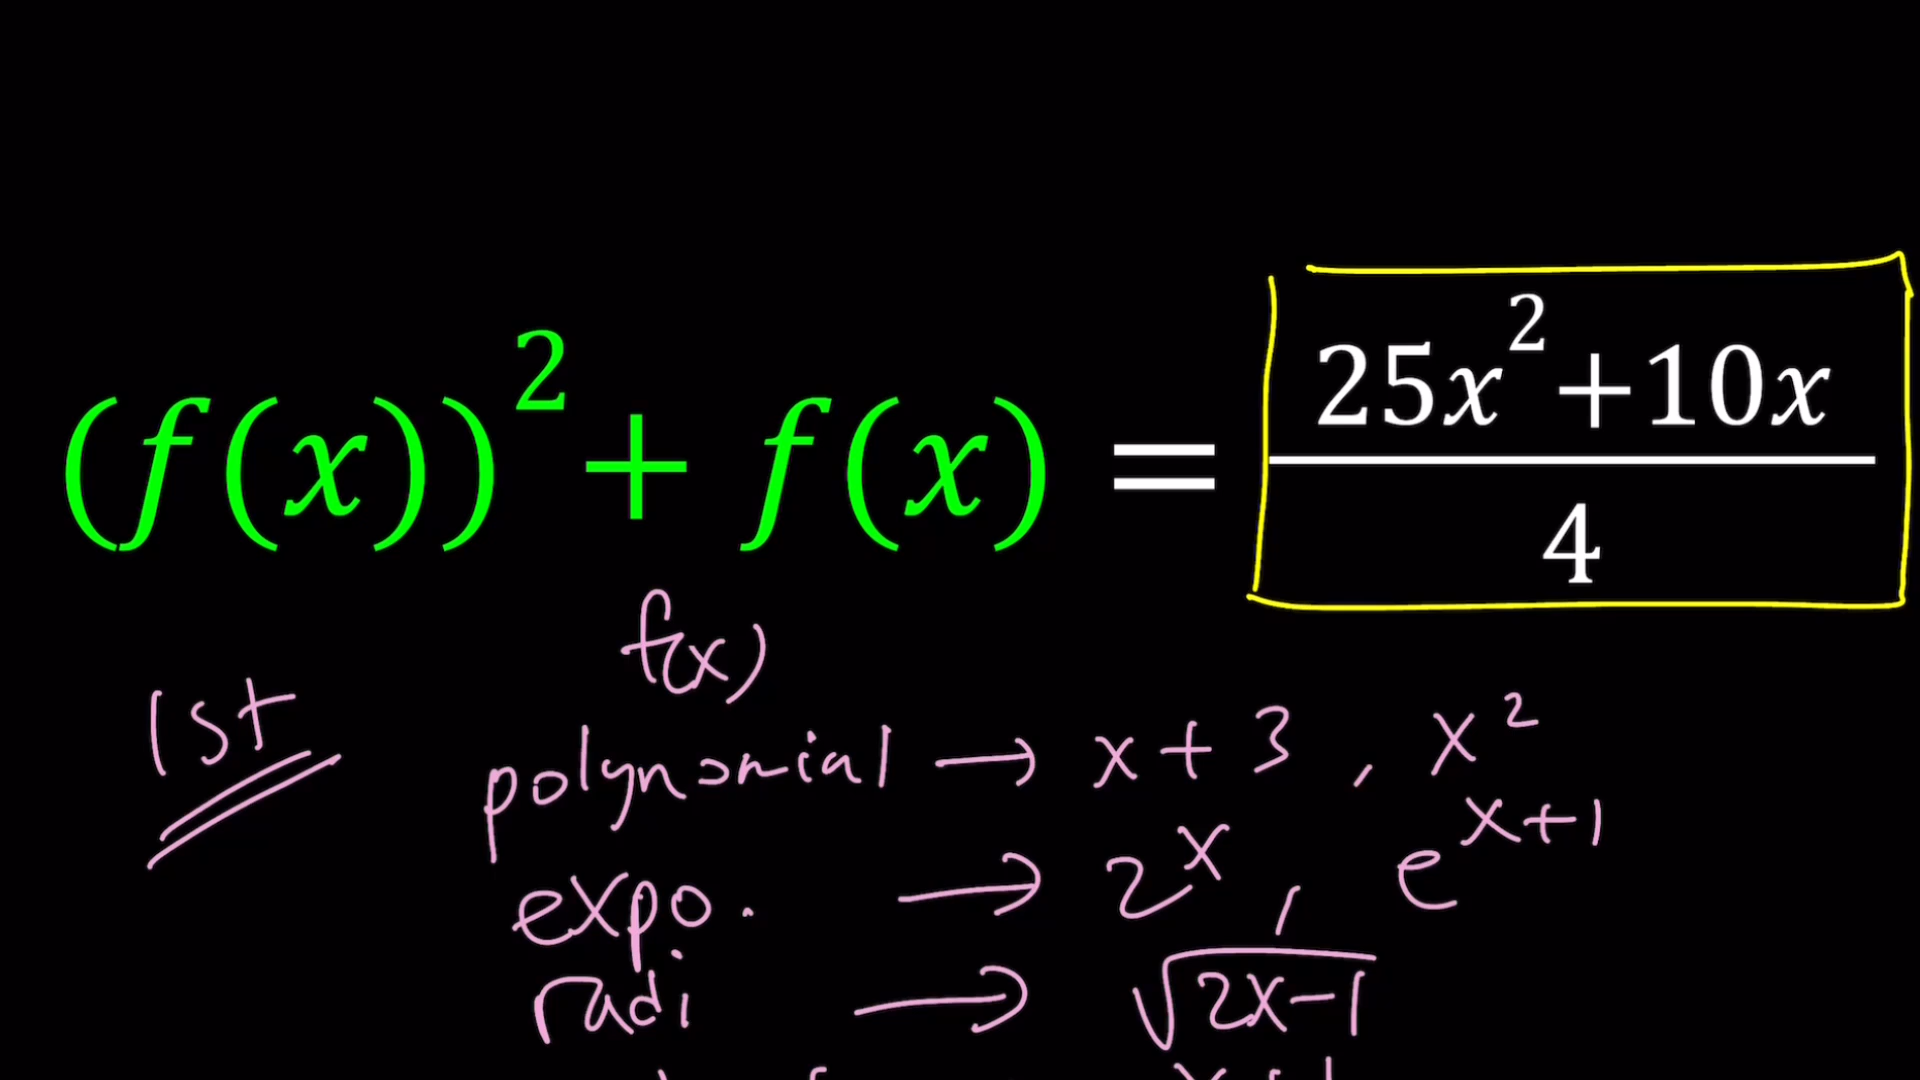 (f(x))² + f(x) = (25x²+10x)/4
f(x)
1st
polynomial → x + 3 , x²
expo. → 2ˣ , eˣ⁺¹
radi → √(2x-1)